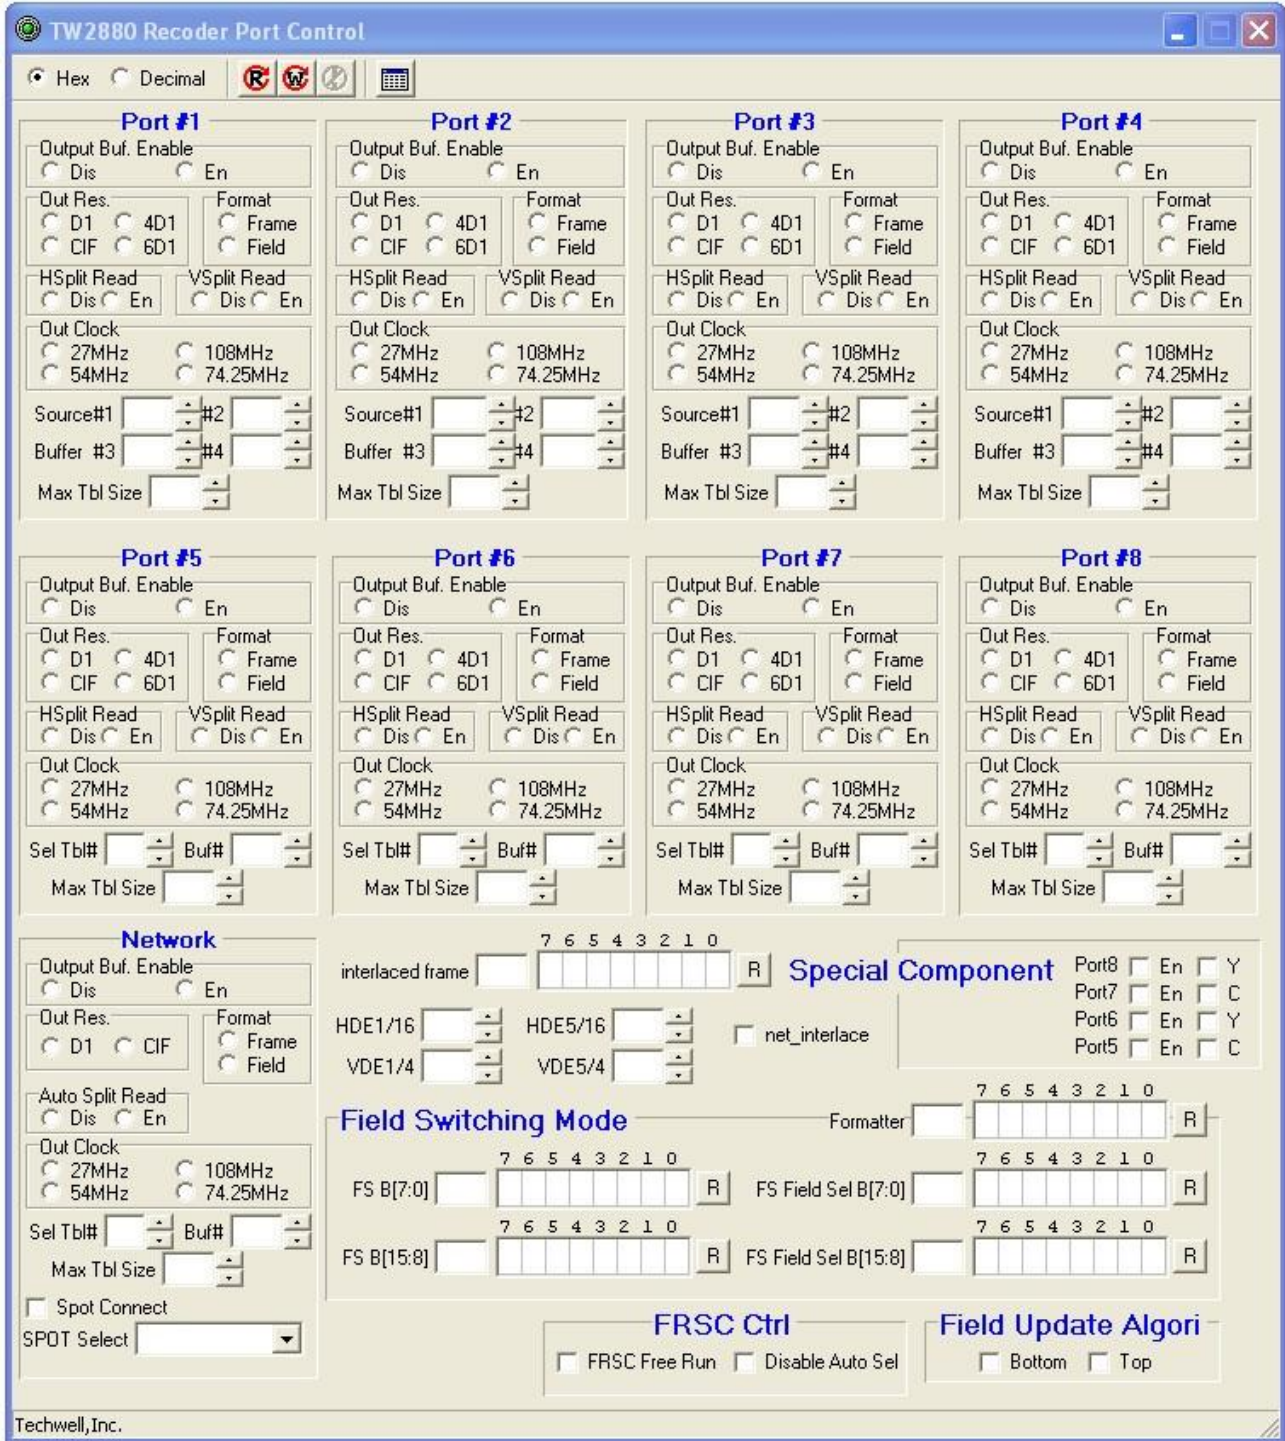 TW2880 Recoder Port Control
Hex Decimal R W
Port #1 Port #2 Port #3 Port #4
Output Buf. Enable Output Buf. Enable Output Buf. Enable Output Buf. Enable
Dis En Dis En Dis En Dis En
Out Res. Format Out Res. Format Out Res. Format Out Res. Format
D1 4D1 Frame D1 4D1 Frame D1 4D1 Frame D1 4D1 Frame
CIF 6D1 Field CIF 6D1 Field CIF 6D1 Field CIF 6D1 Field
HSplit Read VSplit Read HSplit Read VSplit Read HSplit Read VSplit Read HSplit Read VSplit Read
Dis En Dis En Dis En Dis En Dis En Dis En Dis En Dis En
Out Clock Out Clock Out Clock Out Clock
27MHz 108MHz 27MHz 108MHz 27MHz 108MHz 27MHz 108MHz
54MHz 74.25MHz 54MHz 74.25MHz 54MHz 74.25MHz 54MHz 74.25MHz
Source#1 #2 Source#1 #2 Source#1 #2 Source#1 #2
Buffer #3 #4 Buffer #3 #4 Buffer #3 #4 Buffer #3 #4
Max Tbl Size Max Tbl Size Max Tbl Size Max Tbl Size
Port #5 Port #6 Port #7 Port #8
Output Buf. Enable Output Buf. Enable Output Buf. Enable Output Buf. Enable
Dis En Dis En Dis En Dis En
Out Res. Format Out Res. Format Out Res. Format Out Res. Format
D1 4D1 Frame D1 4D1 Frame D1 4D1 Frame D1 4D1 Frame
CIF 6D1 Field CIF 6D1 Field CIF 6D1 Field CIF 6D1 Field
HSplit Read VSplit Read HSplit Read VSplit Read HSplit Read VSplit Read HSplit Read VSplit Read
Dis En Dis En Dis En Dis En Dis En Dis En Dis En Dis En
Out Clock Out Clock Out Clock Out Clock
27MHz 108MHz 27MHz 108MHz 27MHz 108MHz 27MHz 108MHz
54MHz 74.25MHz 54MHz 74.25MHz 54MHz 74.25MHz 54MHz 74.25MHz
Sel Tbl# Buf# Sel Tbl# Buf# Sel Tbl# Buf# Sel Tbl# Buf#
Max Tbl Size Max Tbl Size Max Tbl Size Max Tbl Size
Network
Output Buf. Enable
Dis En
Out Res. Format
D1 CIF Frame
Field
Auto Split Read
Dis En
Out Clock
27MHz 108MHz
54MHz 74.25MHz
Sel Tbl# Buf#
Max Tbl Size
Spot Connect
SPOT Select
7 6 5 4 3 2 1 0
interlaced frame R
HDE1/16 HDE5/16
VDE1/4 VDE5/4
net_interlace
Special Component
Port8 En Y
Port7 En C
Port6 En Y
Port5 En C
Field Switching Mode
7 6 5 4 3 2 1 0
Formatter R
7 6 5 4 3 2 1 0 7 6 5 4 3 2 1 0
FS B[7:0] R FS Field Sel B[7:0] R
7 6 5 4 3 2 1 0 7 6 5 4 3 2 1 0
FS B[15:8] R FS Field Sel B[15:8] R
FRSC Ctrl
FRSC Free Run Disable Auto Sel
Field Update Algori
Bottom Top
Techwell,Inc.